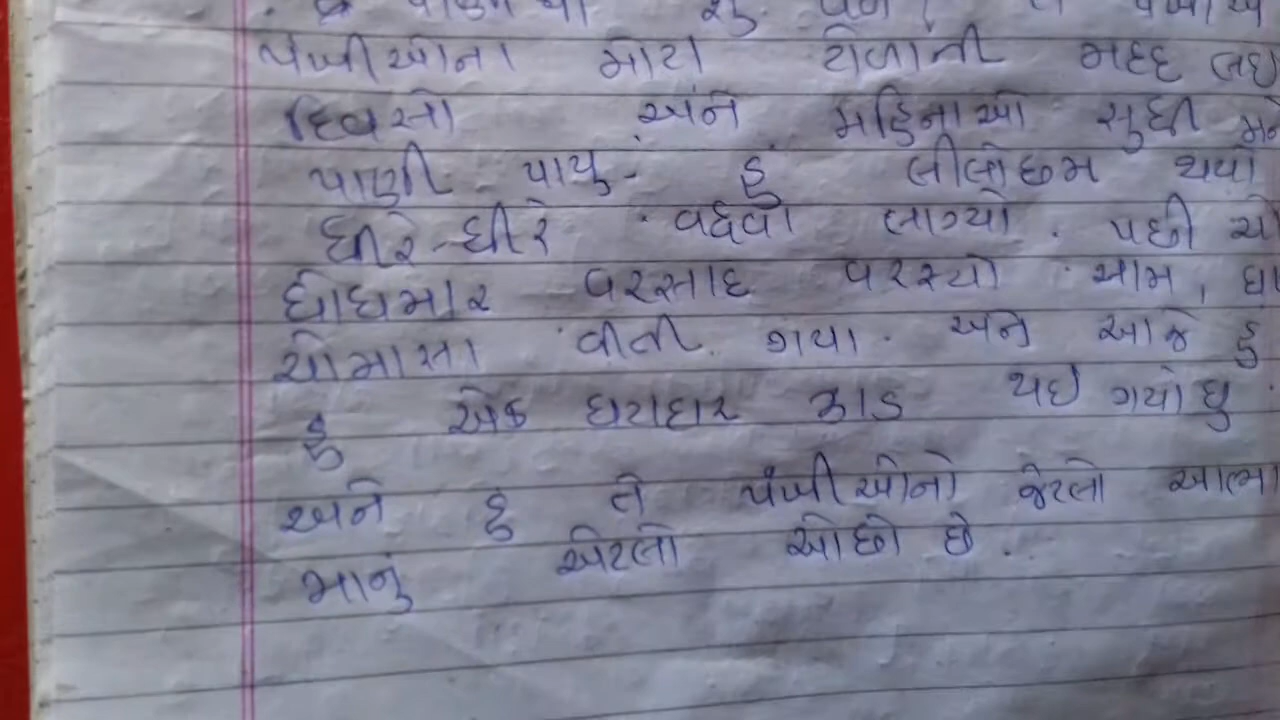 પંખીઓના મોટા ટોળાંની મદદ લઇ
દિવસો અને મહિનાઓ સુધી મને
પાણી પાયુ. હું લીલોછમ થયો
ધીરે-ધીરે વધવા લાગ્યો. પછી
ધોધમાર વરસાદ વરસ્યો. આમ,
ચોમાસા વીતી ગયા. અને આજે હું
હું એક ઘટાદાર ઝાડ થઇ ગયોછુ.
અને હું તે પંખીઓનો જેટલો
માનું એટલો ઓછો છે.